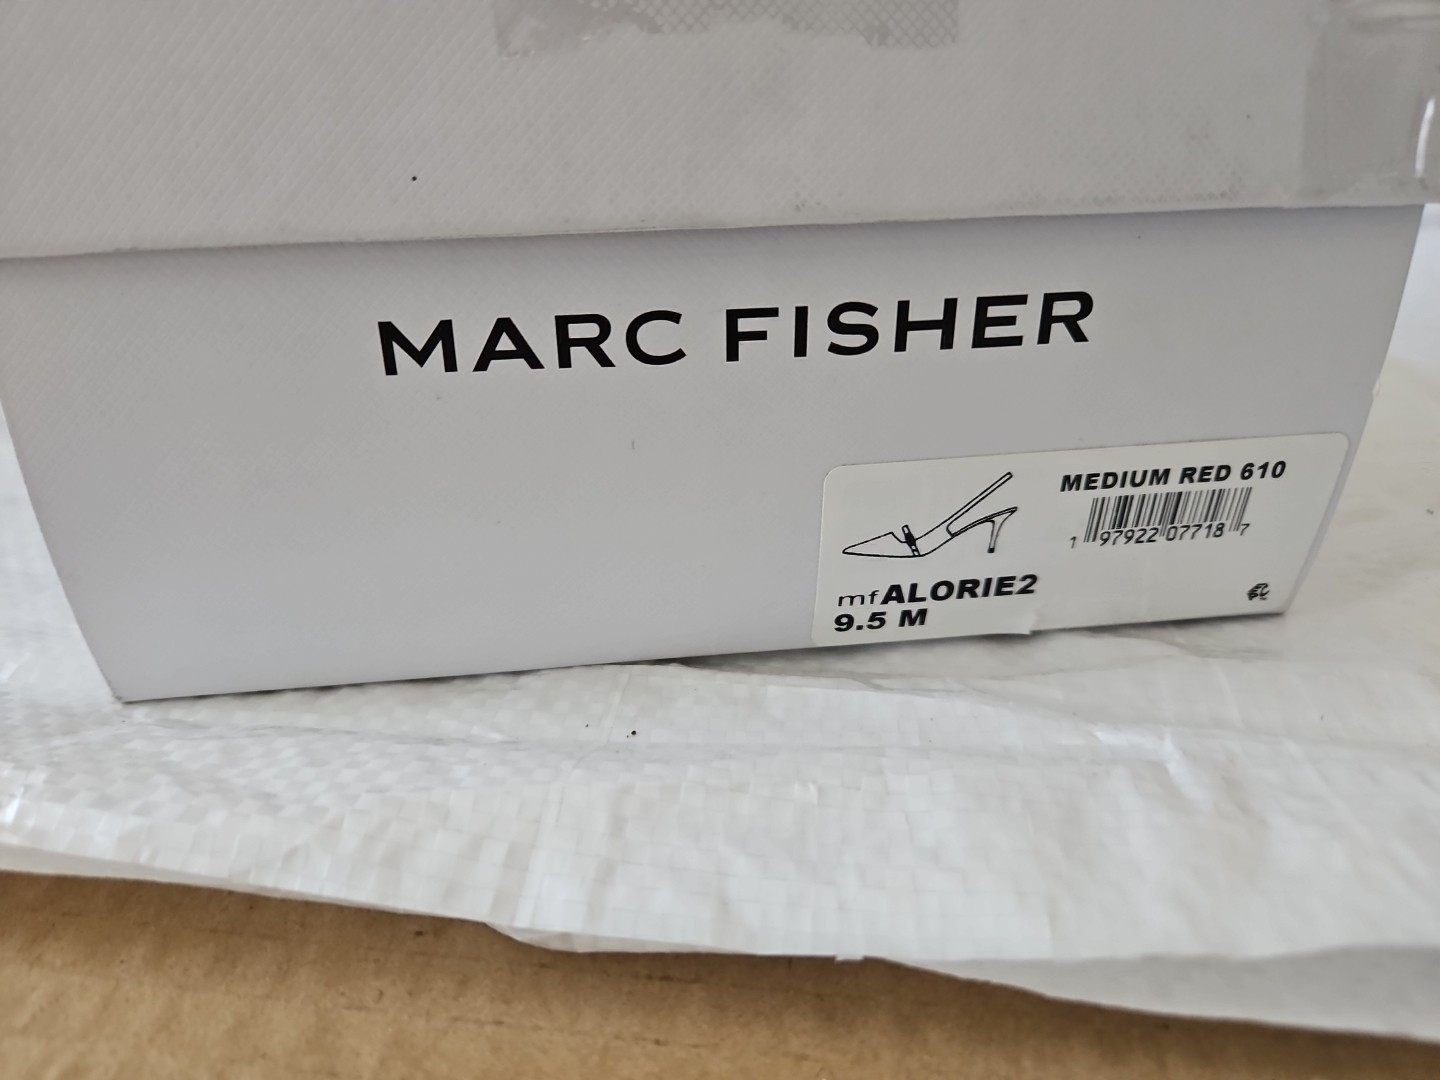 MARC FISHER
MEDIUM RED 610
1 97922 07718 7
mfALORIE2
9.5 M